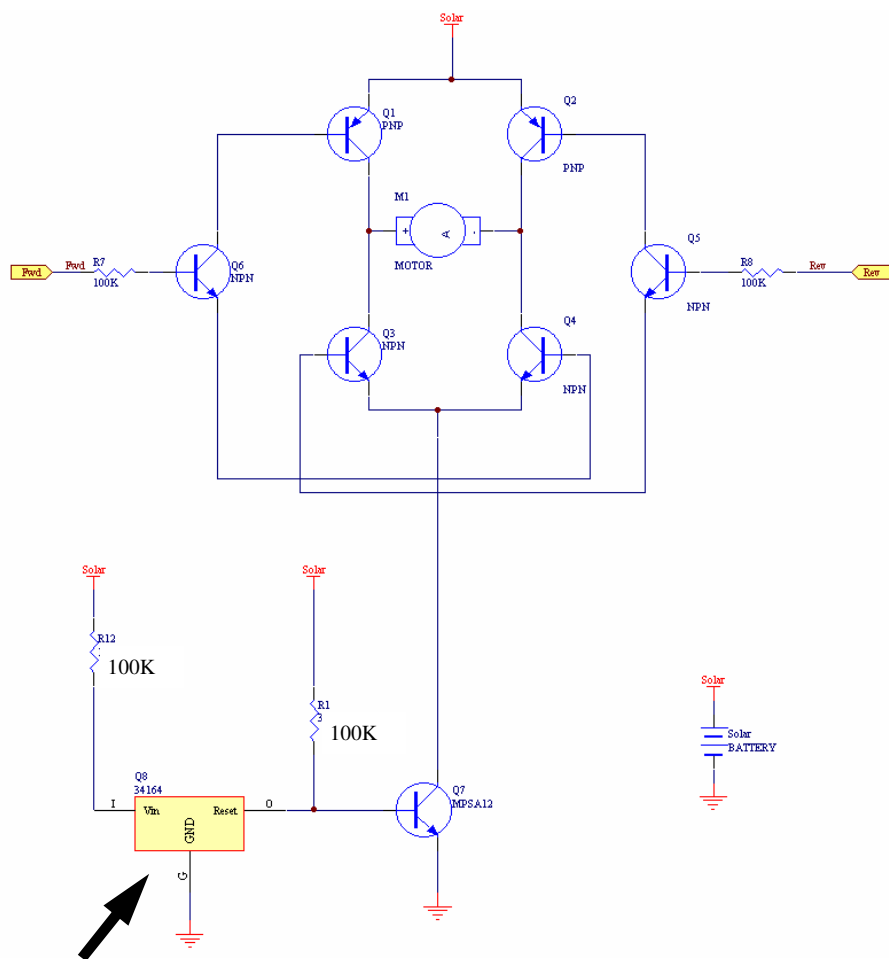 Solar
Q1
PNP
Q2
PNP
M1
+
A
-
MOTOR
Fwd
Fwd
R7
100K
Q6
NPN
Q5
NPN
R8
100K
Rev
Rev
Q3
NPN
Q4
NPN
Solar
Solar
R12
100K
R1
3
100K
Solar
Solar
BATTERY
Q8
34164
I
Vin
Reset
O
GND
G
Q7
MPSA12